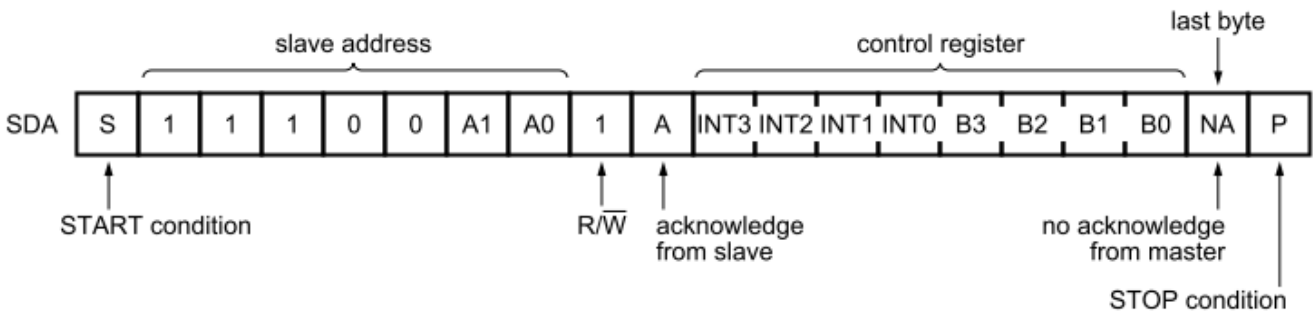 last byte
slave address control register
SDA S 1 1 1 0 0 A1 A0 1 A INT3 INT2 INT1 INT0 B3 B2 B1 B0 NA P
START condition R/W̅ acknowledge from slave no acknowledge from master
STOP condition